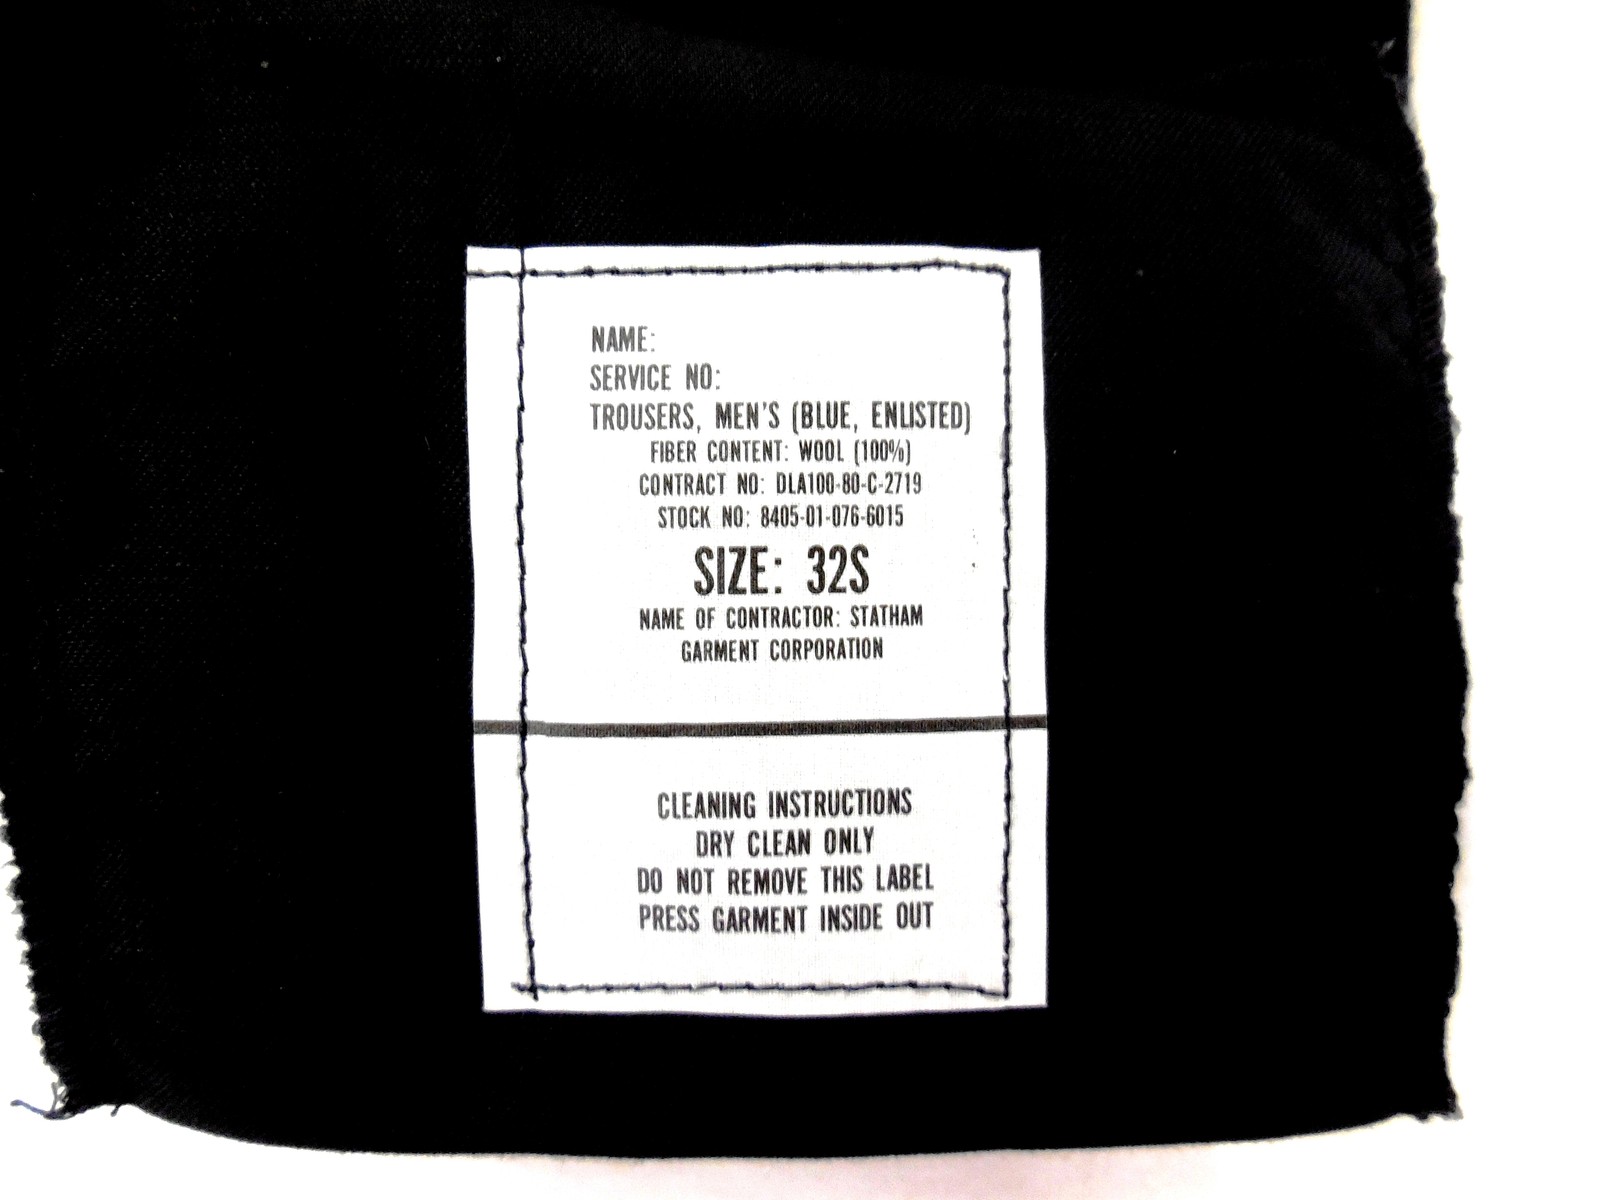 NAME:
SERVICE NO:
TROUSERS, MEN'S (BLUE, ENLISTED)
FIBER CONTENT: WOOL (100%)
CONTRACT NO: DLA100-80-C-2719
STOCK NO: 8405-01-076-6015
SIZE: 32S
NAME OF CONTRACTOR: STATHAM
GARMENT CORPORATION
CLEANING INSTRUCTIONS
DRY CLEAN ONLY
DO NOT REMOVE THIS LABEL
PRESS GARMENT INSIDE OUT